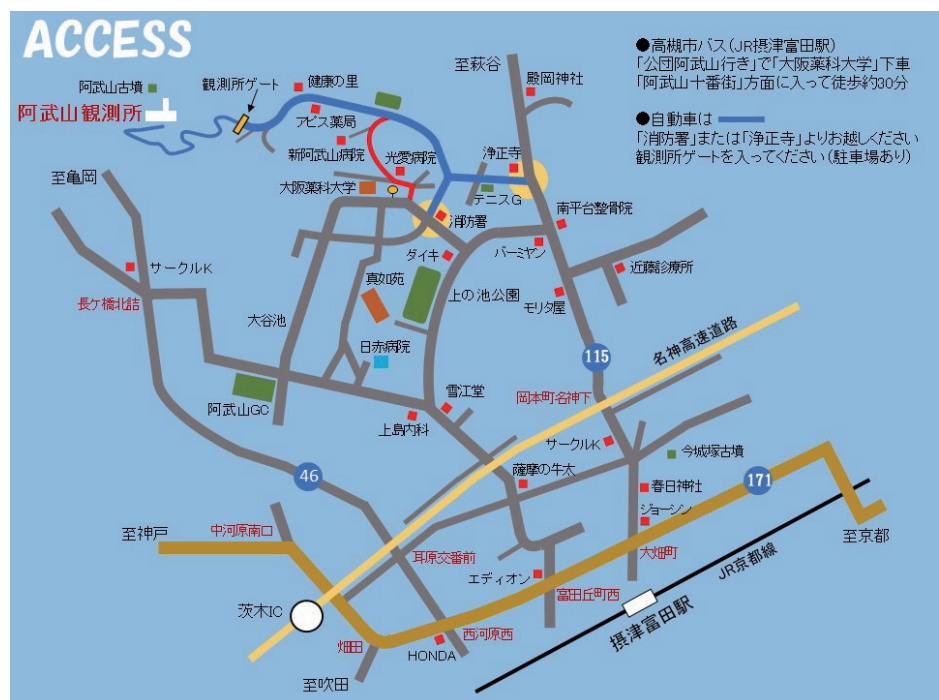 ACCESS
●高槻市バス(JR摂津富田駅)
「公団阿武山行き」で「大阪薬科大学」下車
「阿武山十番街」方面に入って徒歩約30分
●自動車は
「消防署」または「浄正寺」よりお越しください
観測所ゲートを入ってください(駐車場あり)
至萩谷
殿岡神社
阿武山古墳
観測所ゲート
健康の里
阿武山観測所
アビス薬局
新阿武山病院
光愛病院
浄正寺
至亀岡
大阪薬科大学
テニスG
消防署
南平台整骨院
バーミヤン
ダイキ
サークルK
真如苑
近藤診療所
長ケ橋北詰
上の池公園
モリタ屋
大谷池
日赤病院
115
名神高速道路
雪江堂
岡本町名神下
阿武山GC
上島内科
サークルK
今城塚古墳
46
薩摩の牛太
171
春日神社
ジョーシン
至神戸
中河原南口
至京都
耳原交番前
大畑町
JR京都線
エディオン
富田丘町西
茨木IC
摂津富田駅
畑田
西河原西
HONDA
至吹田